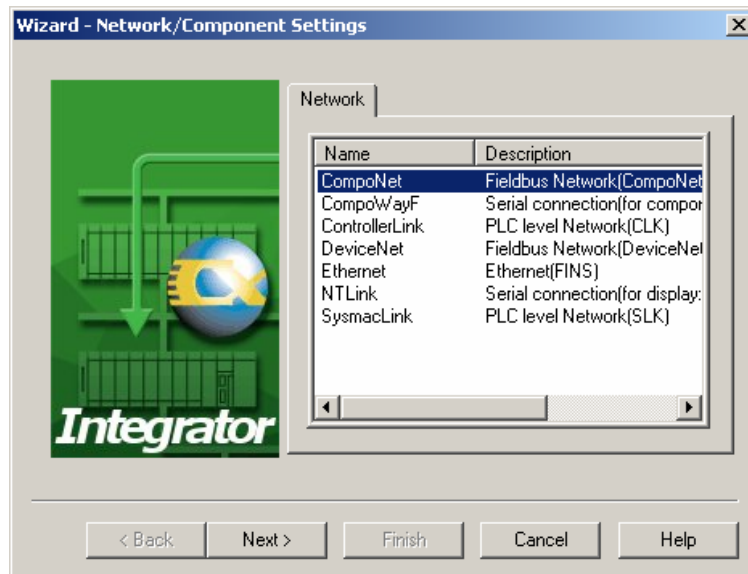 Wizard - Network/Component Settings
Network
Name Description
CompoNet Fieldbus Network(CompoNet
CompoWayF Serial connection(for compor
ControllerLink PLC level Network(CLK)
DeviceNet Fieldbus Network(DeviceNet
Ethernet Ethernet(FINS)
NTLink Serial connection(for display:
SysmacLink PLC level Network(SLK)
Cx
Integrator
< Back Next > Finish Cancel Help